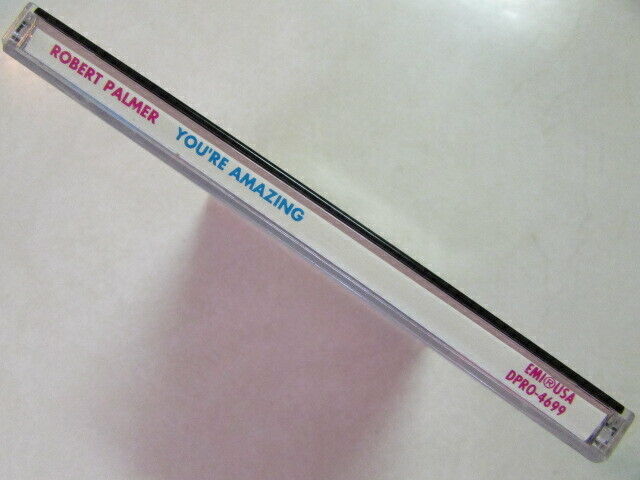 ROBERT PALMER YOU'RE AMAZING
EMI®USA
DPRO-4699